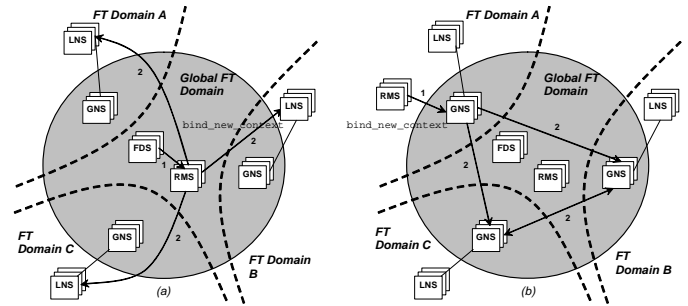 FT Domain A
LNS
2
Global FT
Domain
GNS
LNS
bind_new_context
2
FDS
1
RMS
GNS
GNS
2
FT
Domain C
LNS
FT Domain
B
(a)
FT Domain A
LNS
Global FT
Domain
RMS
1
GNS
LNS
bind_new_context
2
FDS
2
RMS
GNS
2
GNS
FT
Domain C
FT
Domain B
LNS
(b)